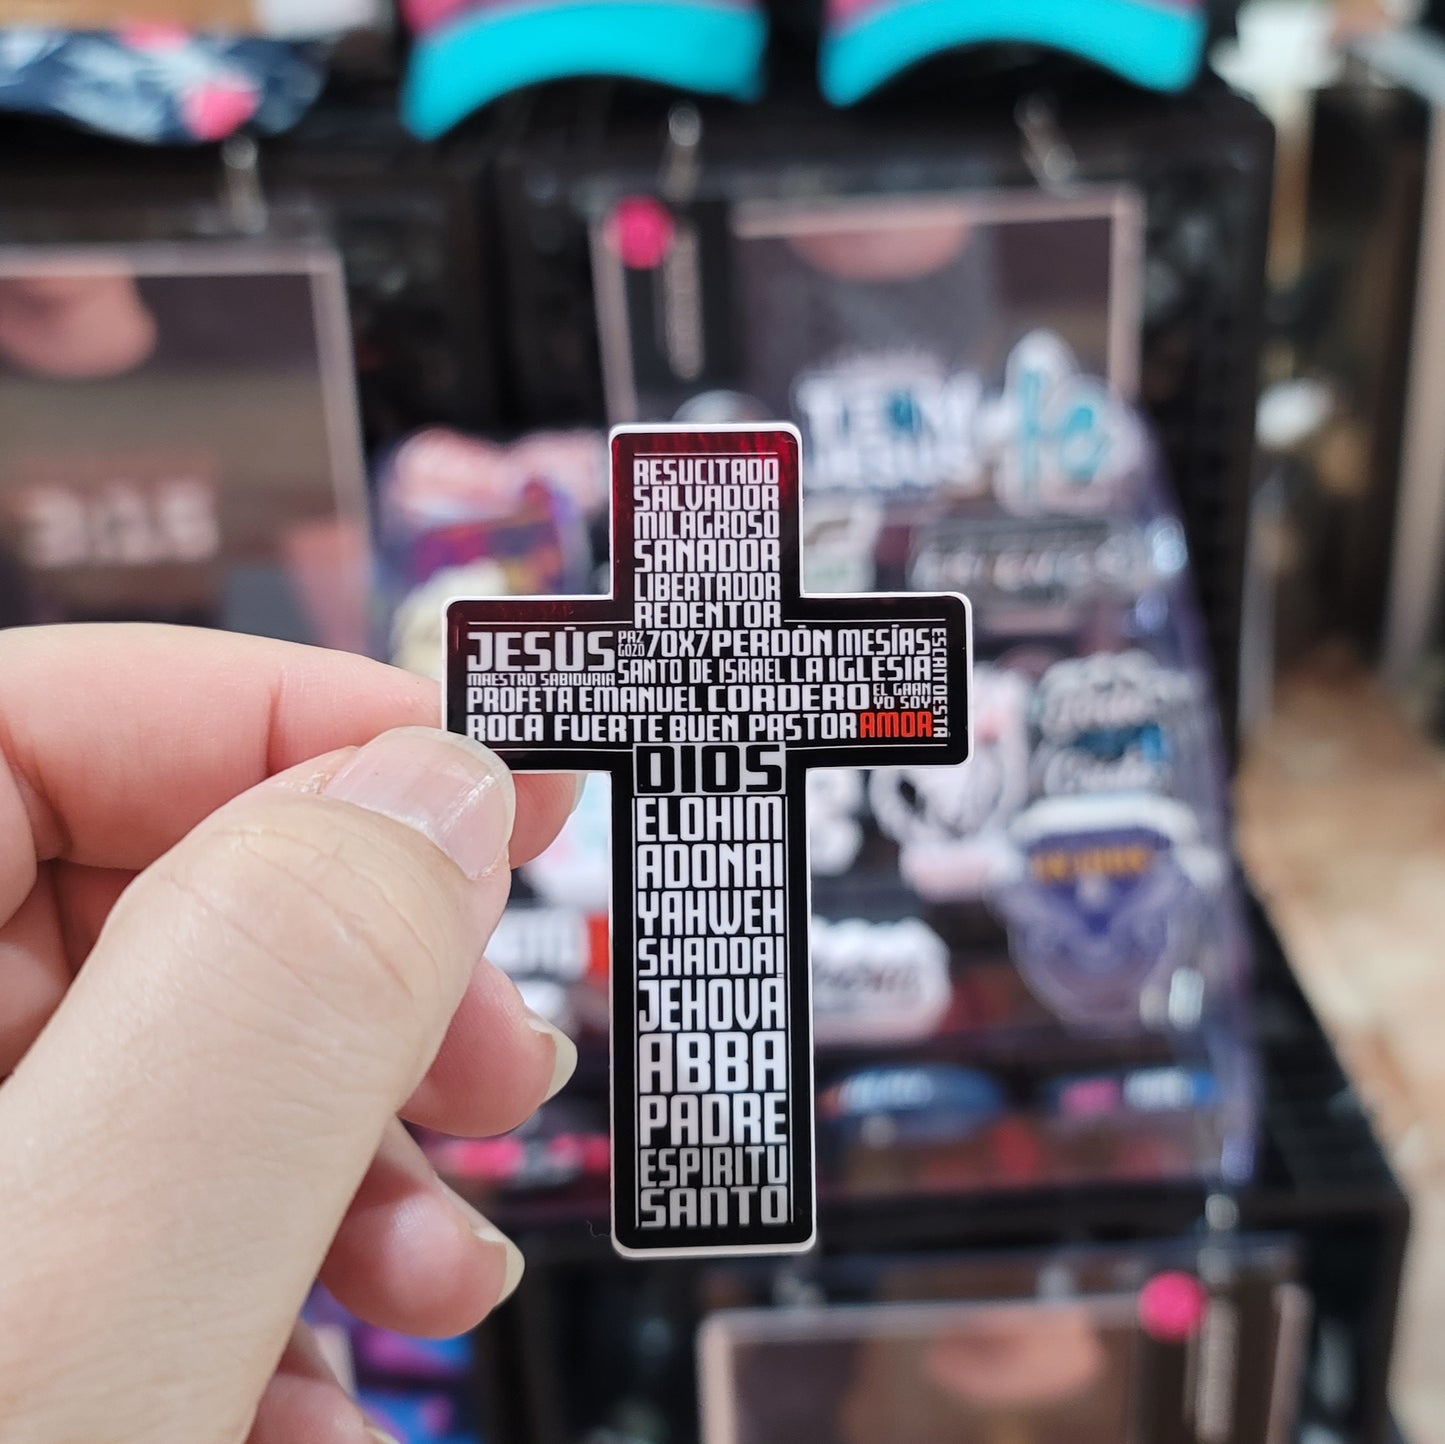 RESUCITADO
SALVADOR
MILAGROSO
SANADOR
LIBERTADOR
REDENTOR
JESÚS PAZ GOZO 70X7 PERDÓN MESÍAS
MAESTRO SABIDURIA SANTO DE ISRAEL LA IGLESIA
PROFETA EMANUEL CORDERO EL GRAN YO SOY
ROCA FUERTE BUEN PASTOR AMOR
ESCRITO ESTÁ
DIOS
ELOHIM
ADONAI
YAHWEH
SHADDAI
JEHOVÁ
ABBA
PADRE
ESPIRITU
SANTO